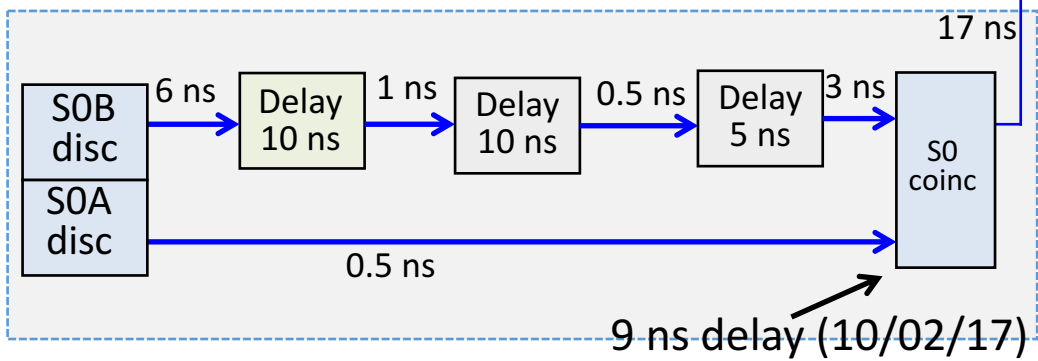 17 ns
6 ns
1 ns
0.5 ns
3 ns
S0B
disc
Delay
10 ns
Delay
10 ns
Delay
5 ns
S0
coinc
S0A
disc
0.5 ns
9 ns delay (10/02/17)